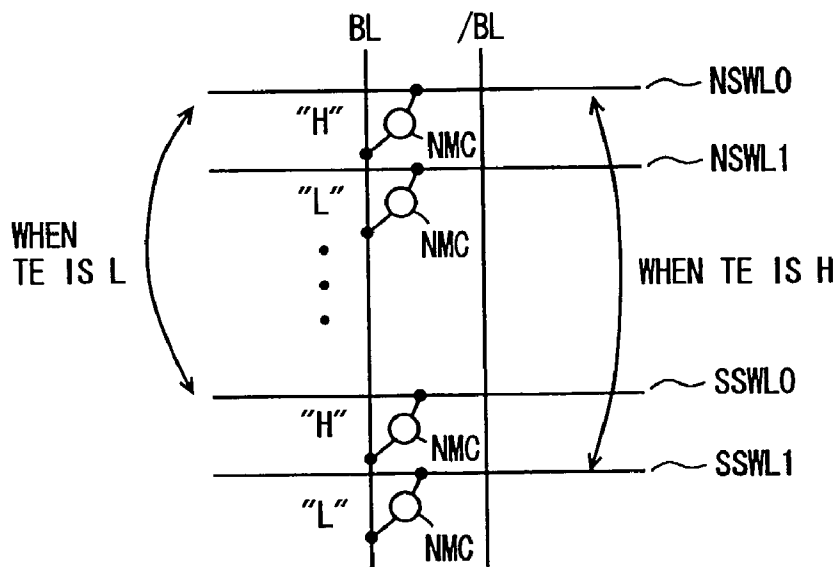 BL
/BL
NSWL0
"H"
NMC
NSWL1
"L"
NMC
WHEN
TE IS L
WHEN TE IS H
SSWL0
"H"
NMC
SSWL1
"L"
NMC